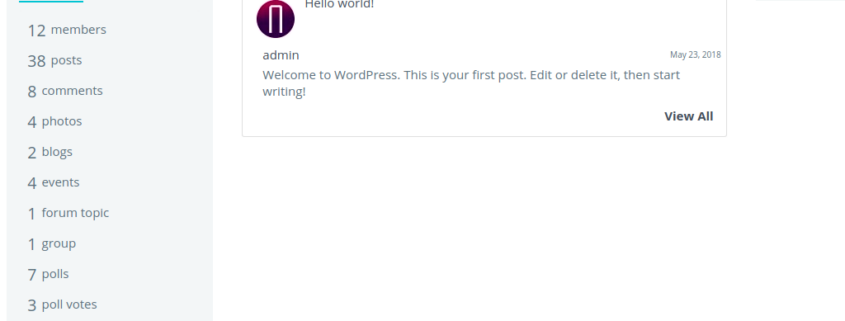 12 members
38 posts
8 comments
4 photos
2 blogs
4 events
1 forum topic
1 group
7 polls
3 poll votes
Hello world!
admin
May 23, 2018
Welcome to WordPress. This is your first post. Edit or delete it, then start
writing!
View All